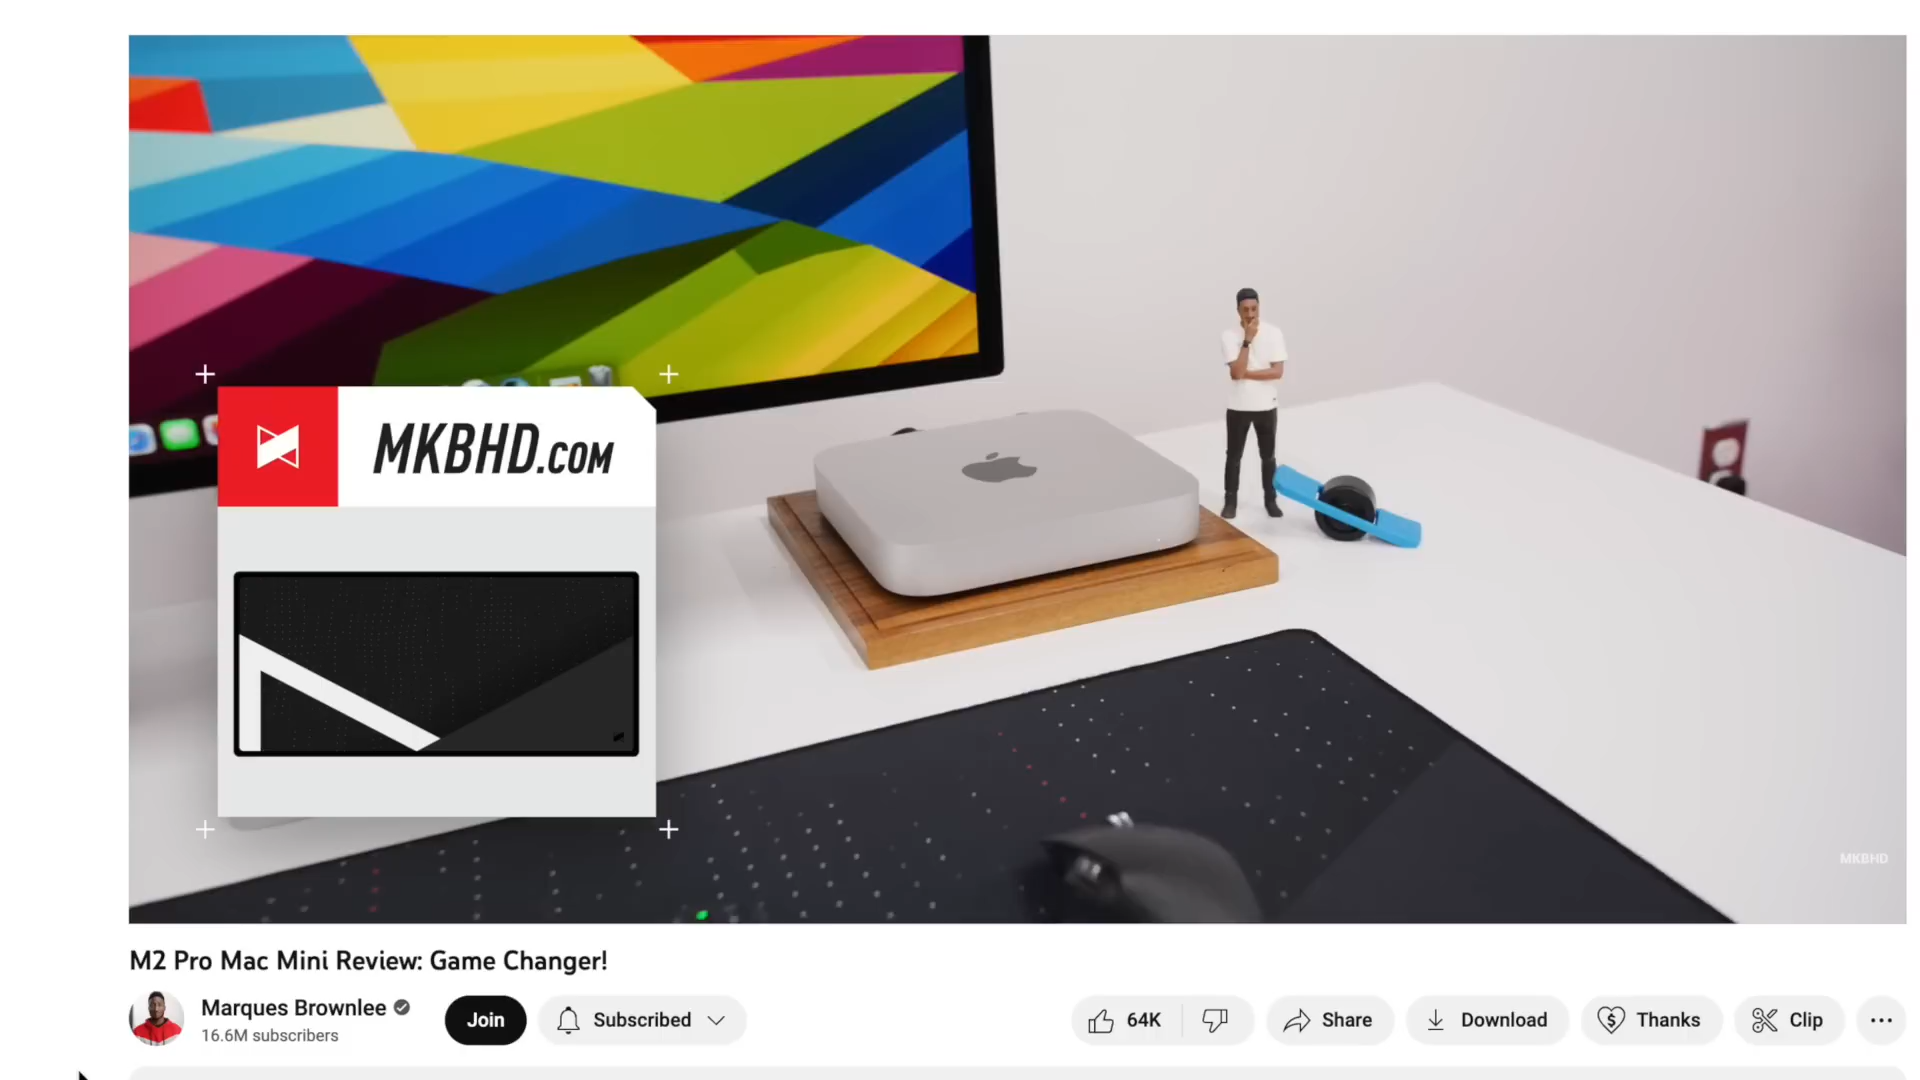 MKBHD.COM
MKBHD
M2 Pro Mac Mini Review: Game Changer!
Marques Brownlee
16.6M subscribers
Join
Subscribed
64K
Share
Download
Thanks
Clip